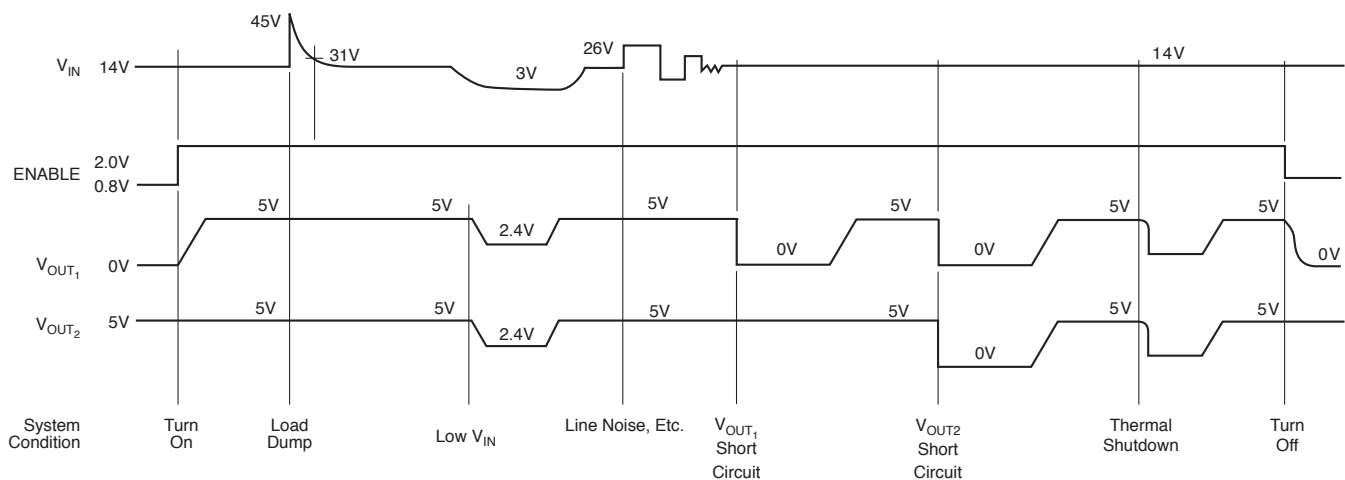 45V
31V
V_IN 14V
3V
26V
14V
ENABLE 2.0V
0.8V
5V 5V 5V 5V 5V 5V
2.4V
V_OUT1 0V
0V 0V 0V
V_OUT2 5V
5V 5V 5V 5V 5V 5V
2.4V
0V
System Condition
Turn On
Load Dump
Low V_IN
Line Noise, Etc.
V_OUT1 Short Circuit
V_OUT2 Short Circuit
Thermal Shutdown
Turn Off